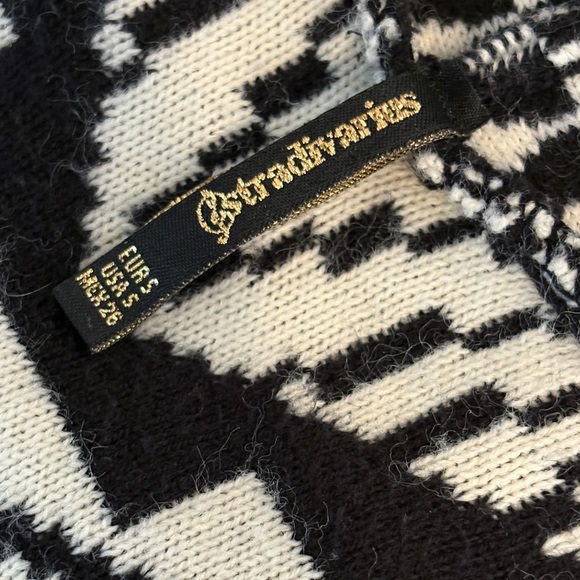 Stradivarius
EUR S
USA S
MEX 26